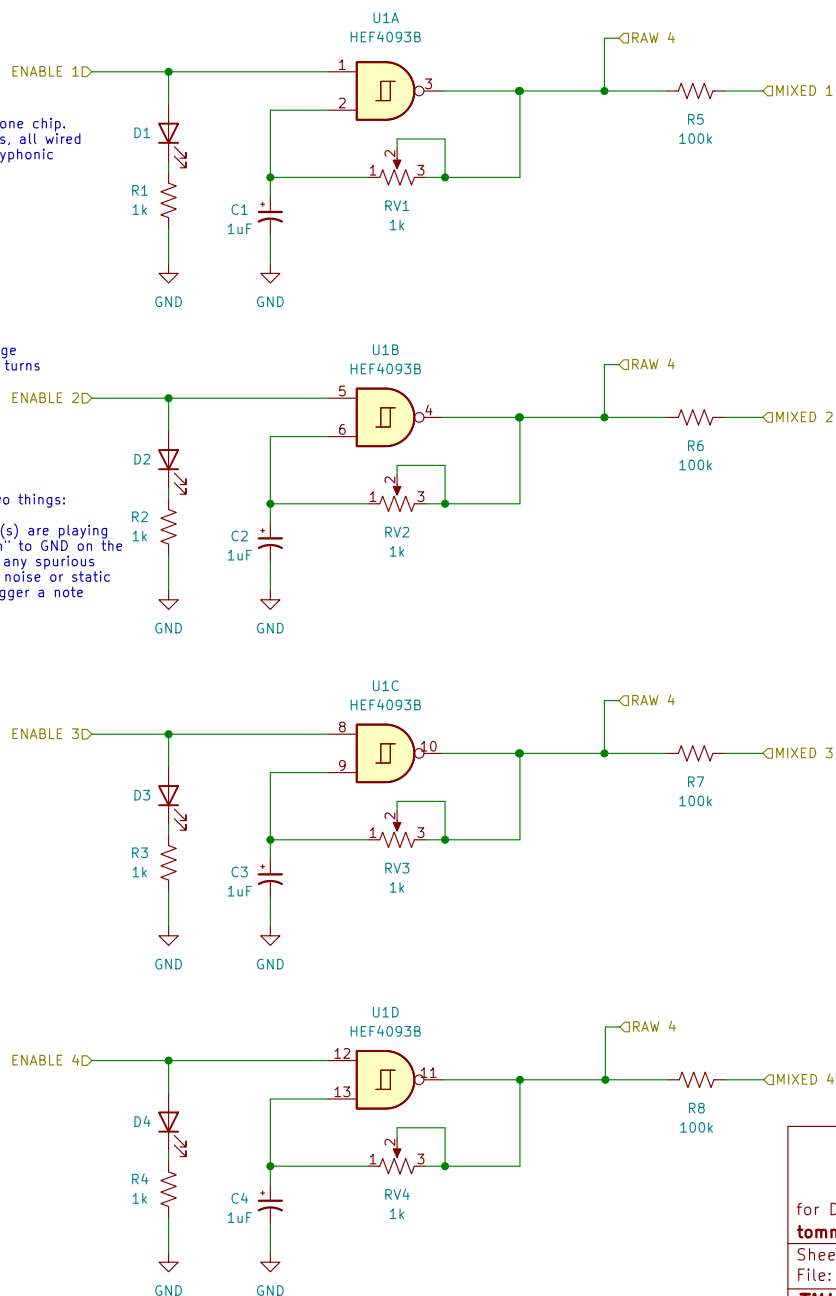 U1A
HEF4093B
RAW 4
ENABLE 1
1
2
3
MIXED 1
one chip.
s, all wired
yphonic
D1
R5
100k
2
1
3
R1
1k
C1
1uF
RV1
1k
GND
GND
U1B
HEF4093B
ge
turns
RAW 4
ENABLE 2
5
6
4
MIXED 2
D2
R6
100k
2
1
3
wo things:
(s) are playing
n" to GND on the
any spurious
noise or static
gger a note
R2
1k
C2
1uF
RV2
1k
GND
GND
U1C
HEF4093B
RAW 4
ENABLE 3
8
9
10
MIXED 3
D3
R7
100k
2
1
3
R3
1k
C3
1uF
RV3
1k
GND
GND
U1D
HEF4093B
RAW 4
ENABLE 4
12
13
11
MIXED 4
D4
R8
100k
2
1
3
R4
1k
C4
1uF
RV4
1k
GND
GND
for D
tomm
Shee
File: